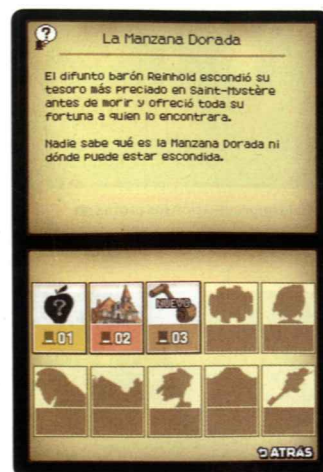 La Manzana Dorada
El difunto barón Reinhold escondió su
tesoro más preciado en Saint-Mystère
antes de morir y ofreció toda su
fortuna a quien lo encontrara.
Nadie sabe qué es la Manzana Dorada ni
dónde puede estar escondida.
?
01 02 NUEVO 03
ATRÁS